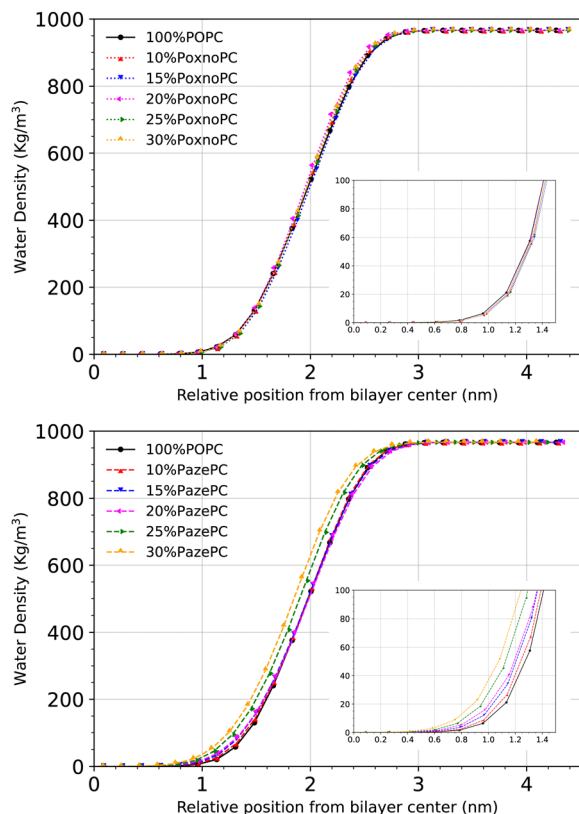 1000
800
600
400
200
0
Water Density (Kg/m³)
100%POPC
10%PoxnoPC
15%PoxnoPC
20%PoxnoPC
25%PoxnoPC
30%PoxnoPC
100
80
60
40
20
0
0.0 0.2 0.4 0.6 0.8 1.0 1.2 1.4
0 1 2 3 4
Relative position from bilayer center (nm)
1000
800
600
400
200
0
Water Density (Kg/m³)
100%POPC
10%PazePC
15%PazePC
20%PazePC
25%PazePC
30%PazePC
100
80
60
40
20
0
0.0 0.2 0.4 0.6 0.8 1.0 1.2 1.4
0 1 2 3 4
Relative position from bilayer center (nm)